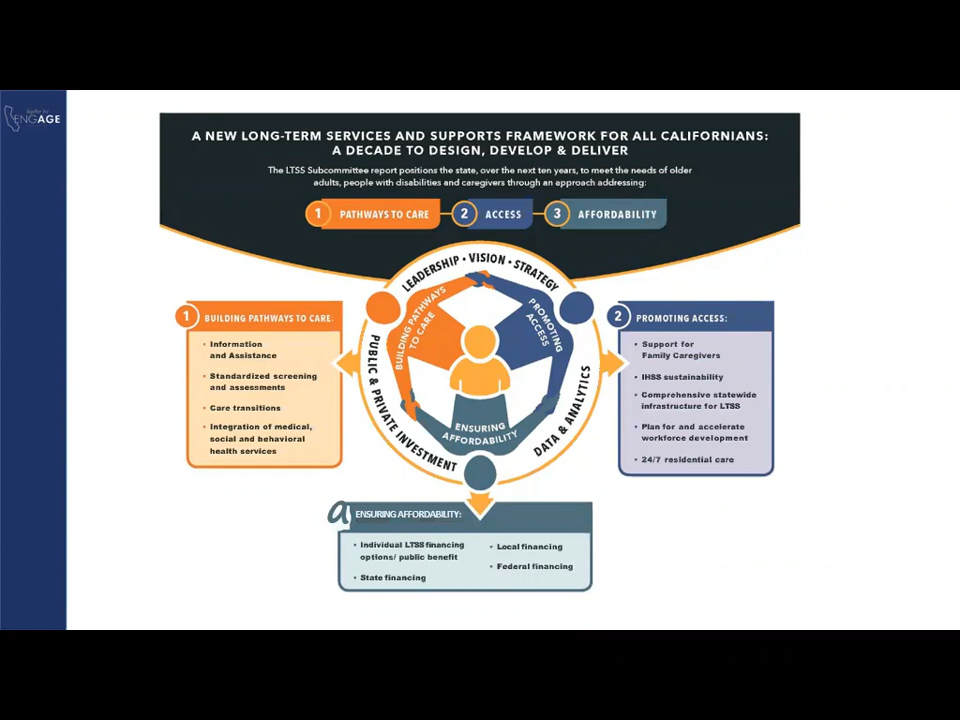 ENGAGE
A NEW LONG-TERM SERVICES AND SUPPORTS FRAMEWORK FOR ALL CALIFORNIANS:
A DECADE TO DESIGN, DEVELOP & DELIVER
The LTSS Subcommittee report positions the state, over the next ten years, to meet the needs of older
adults, people with disabilities and caregivers through an approach addressing:
1 PATHWAYS TO CARE 2 ACCESS 3 AFFORDABILITY
LEADERSHIP • VISION • STRATEGY
BUILDING PATHWAYS
TO CARE
PROMOTING
ACCESS
ENSURING
AFFORDABILITY
PUBLIC & PRIVATE INVESTMENT
DATA & ANALYTICS
1 BUILDING PATHWAYS TO CARE:
• Information
and Assistance
• Standardized screening
and assessments
• Care transitions
• Integration of medical,
social and behavioral
health services
2 PROMOTING ACCESS:
• Support for
Family Caregivers
• IHSS sustainability
• Comprehensive statewide
infrastructure for LTSS
• Plan for and accelerate
workforce development
• 24/7 residential care
a ENSURING AFFORDABILITY:
• Individual LTSS financing
options/ public benefit
• State financing
• Local financing
• Federal financing